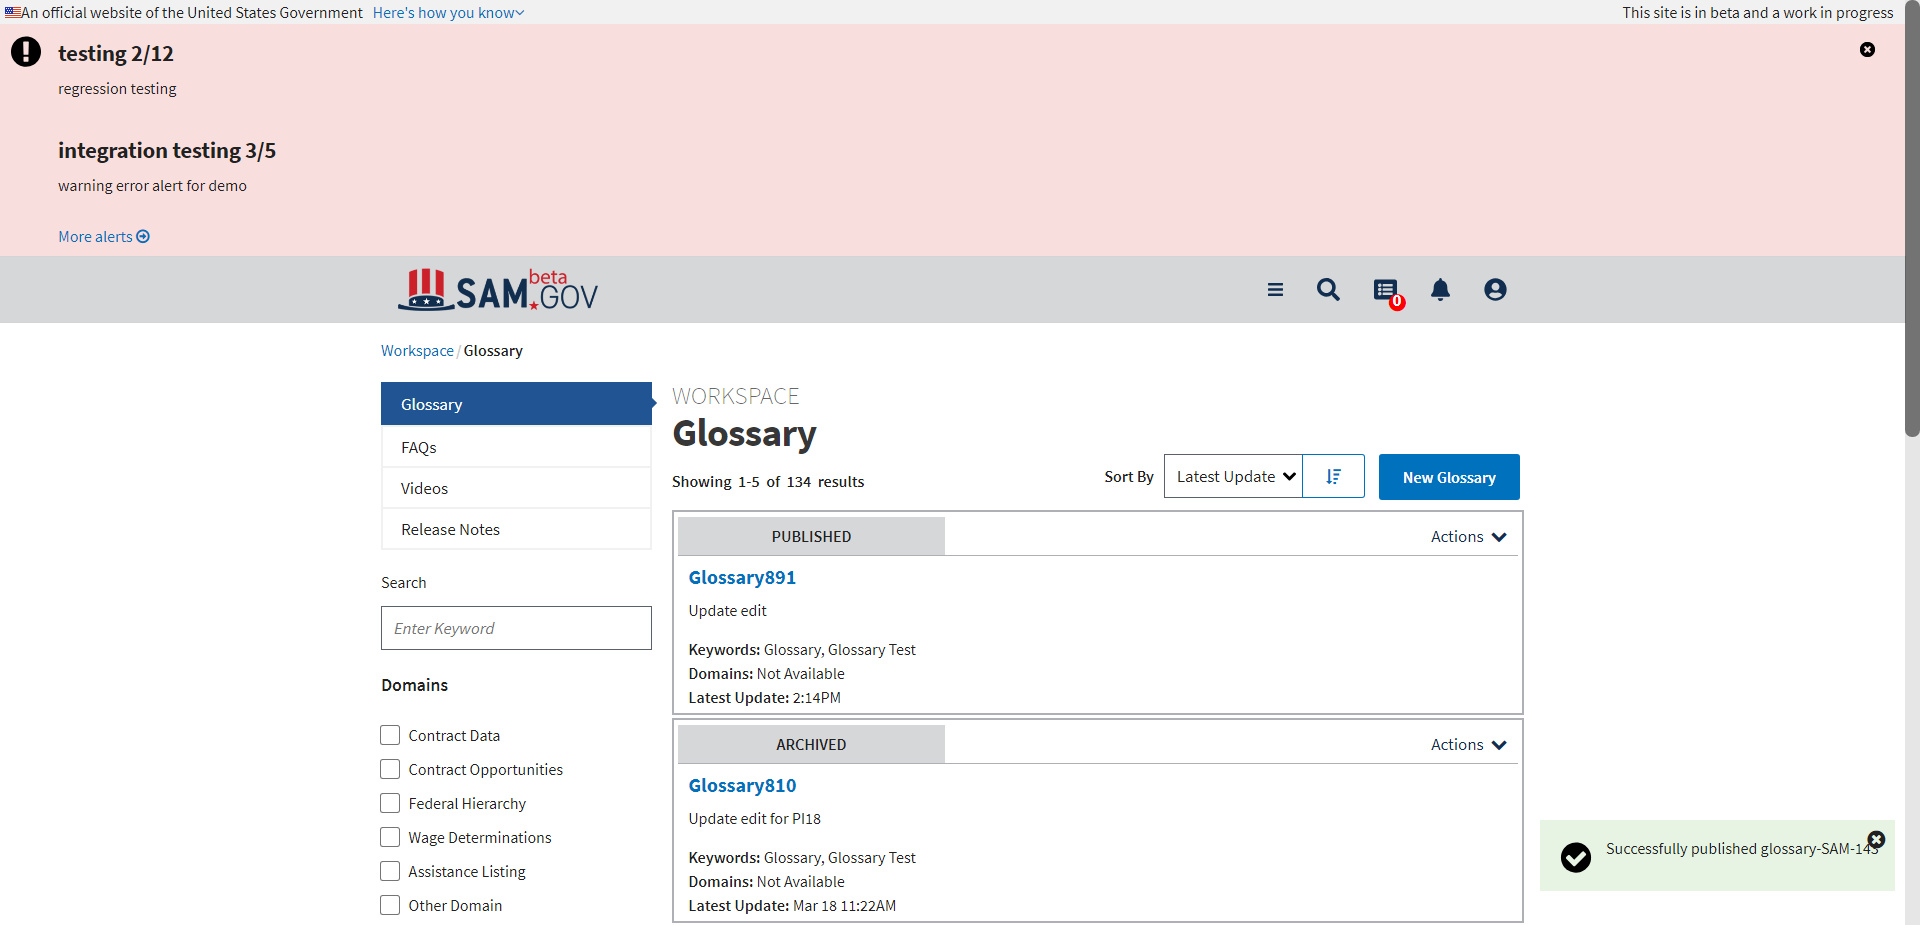 An official website of the United States Government Here's how you know
This site is in beta and a work in progress
testing 2/12
regression testing
integration testing 3/5
warning error alert for demo
More alerts
SAM.GOV beta
0
Workspace / Glossary
Glossary
FAQs
Videos
Release Notes
Search
Enter Keyword
Domains
Contract Data
Contract Opportunities
Federal Hierarchy
Wage Determinations
Assistance Listing
Other Domain
WORKSPACE
Glossary
Showing 1-5 of 134 results
Sort By Latest Update
New Glossary
PUBLISHED
Actions
Glossary891
Update edit
Keywords: Glossary, Glossary Test
Domains: Not Available
Latest Update: 2:14PM
ARCHIVED
Actions
Glossary810
Update edit for PI18
Keywords: Glossary, Glossary Test
Domains: Not Available
Latest Update: Mar 18 11:22AM
Successfully published glossary-SAM-143